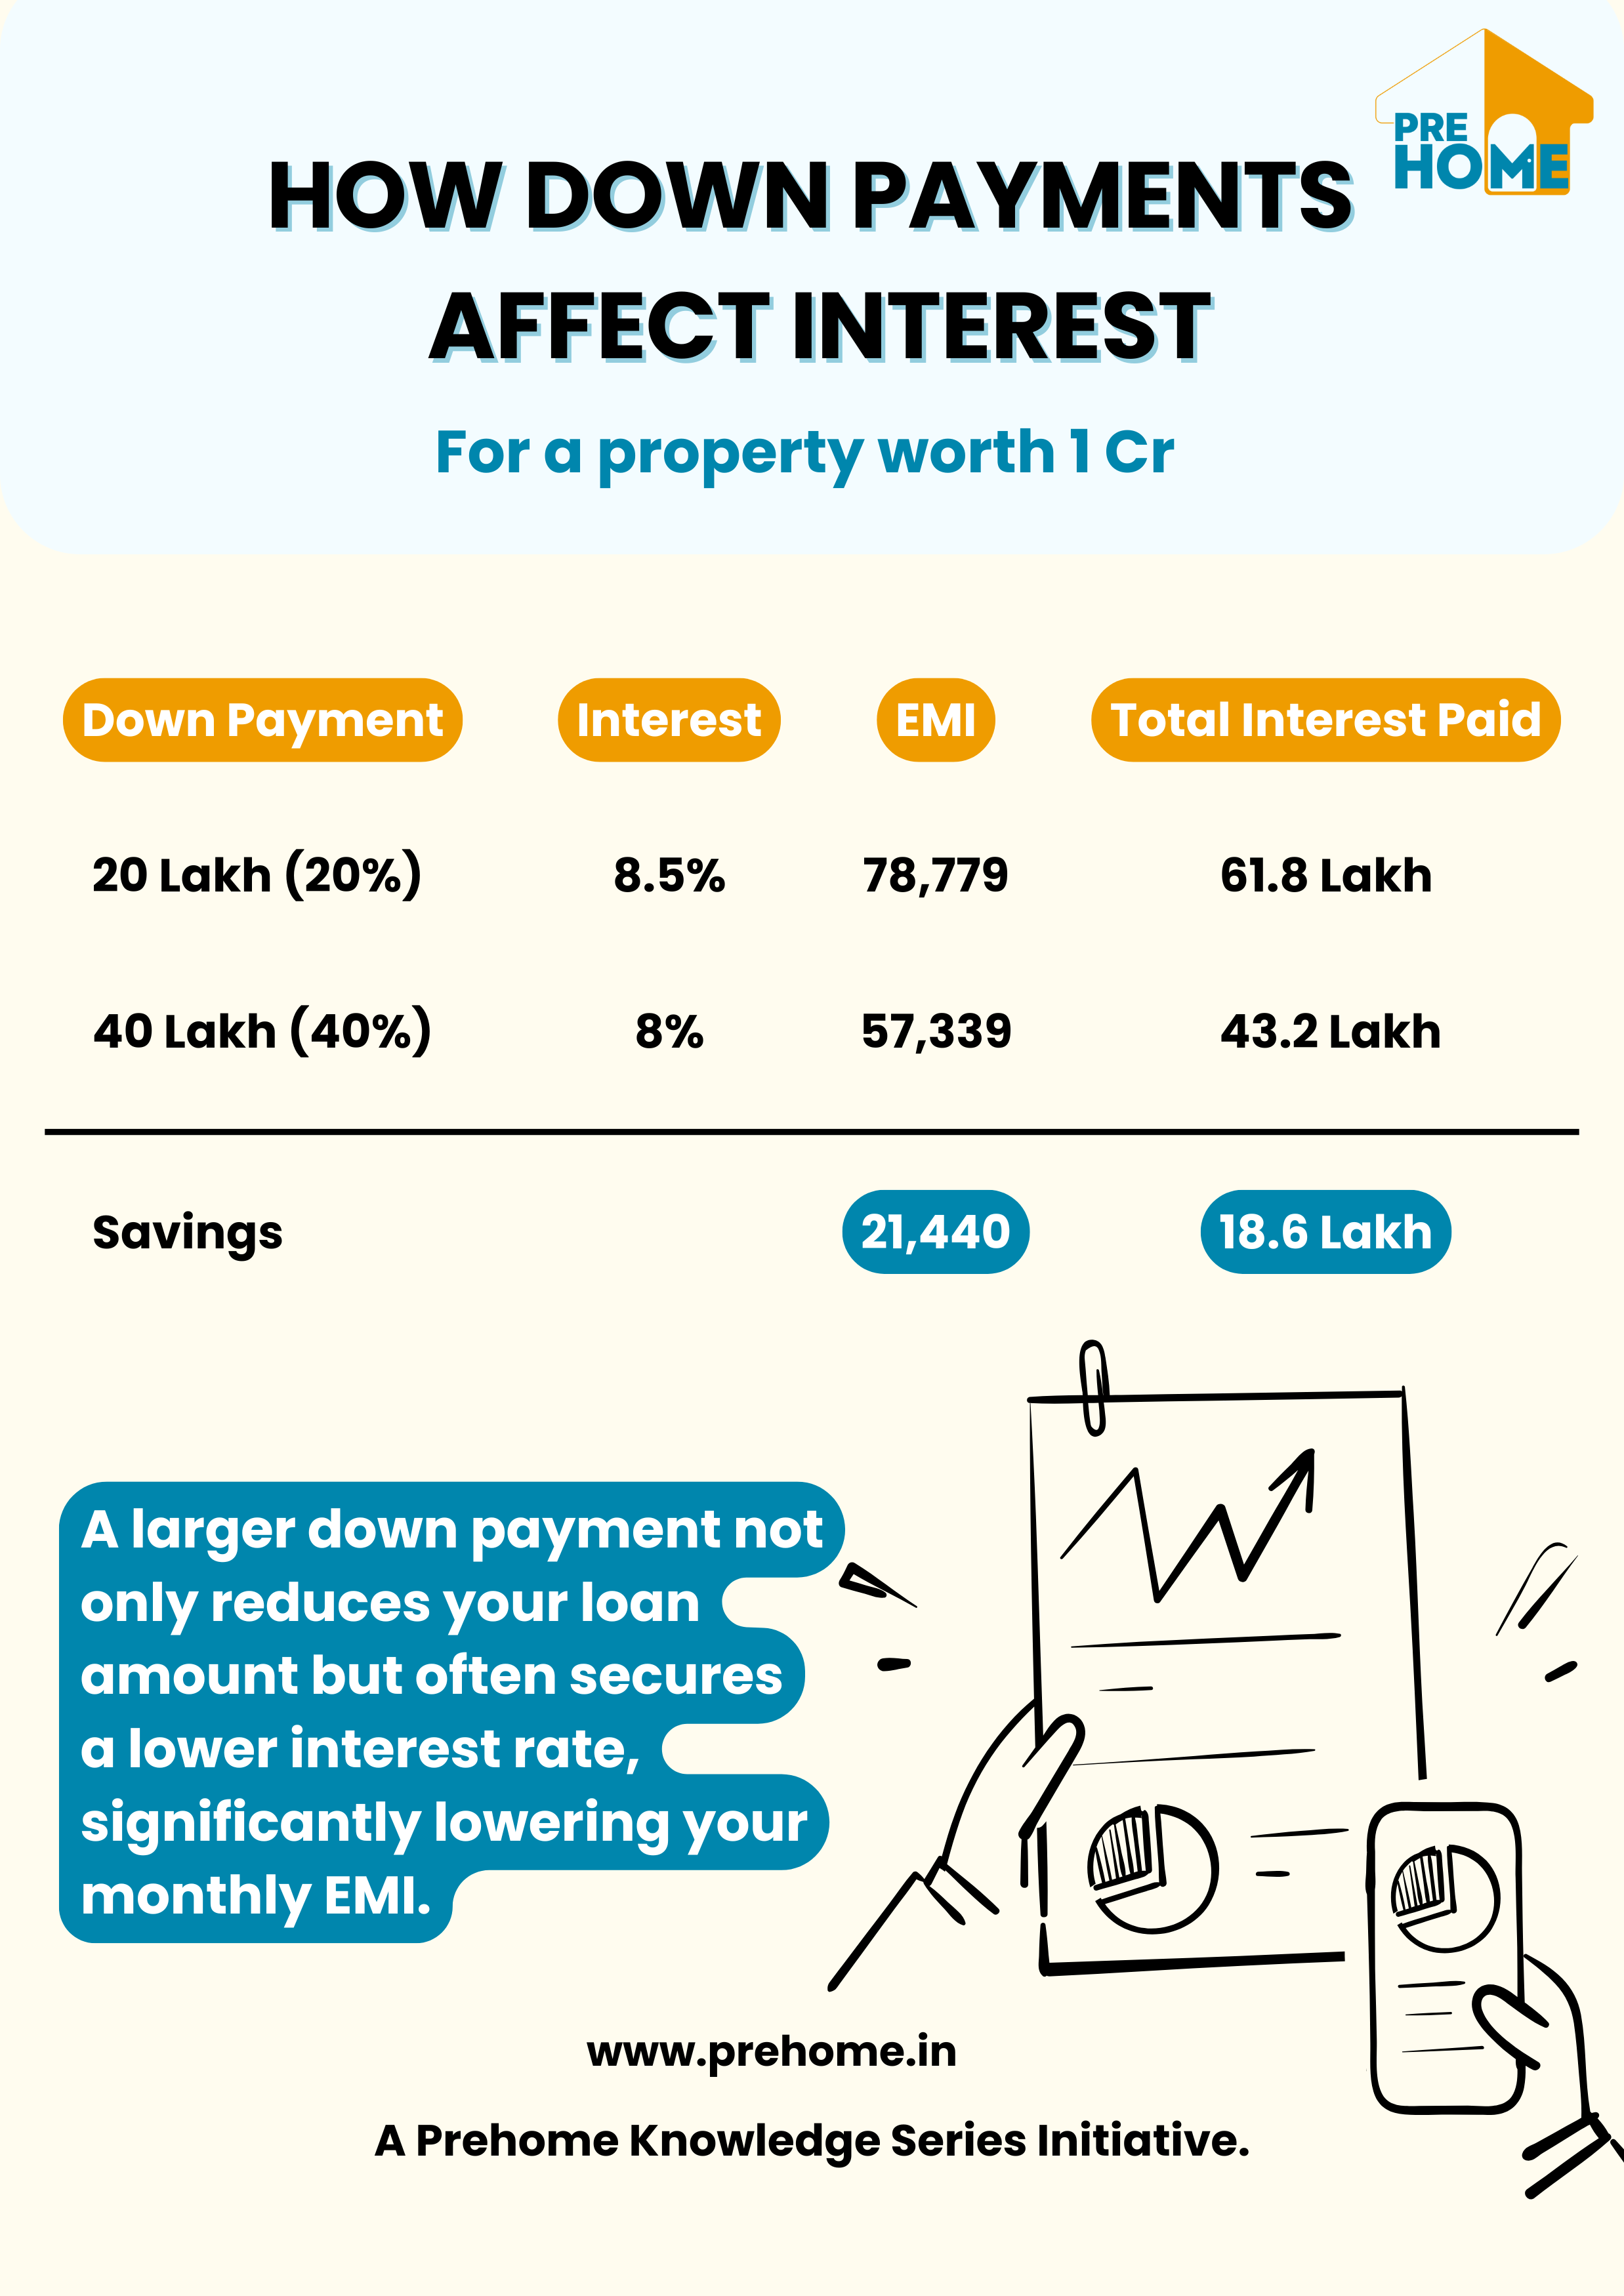 PRE
HOME
HOW DOWN PAYMENTS
AFFECT INTEREST
For a property worth 1 Cr
Down Payment Interest EMI Total Interest Paid
20 Lakh (20%) 8.5% 78,779 61.8 Lakh
40 Lakh (40%) 8% 57,339 43.2 Lakh
Savings 21,440 18.6 Lakh
A larger down payment not
only reduces your loan
amount but often secures
a lower interest rate,
significantly lowering your
monthly EMI.
www.prehome.in
A Prehome Knowledge Series Initiative.